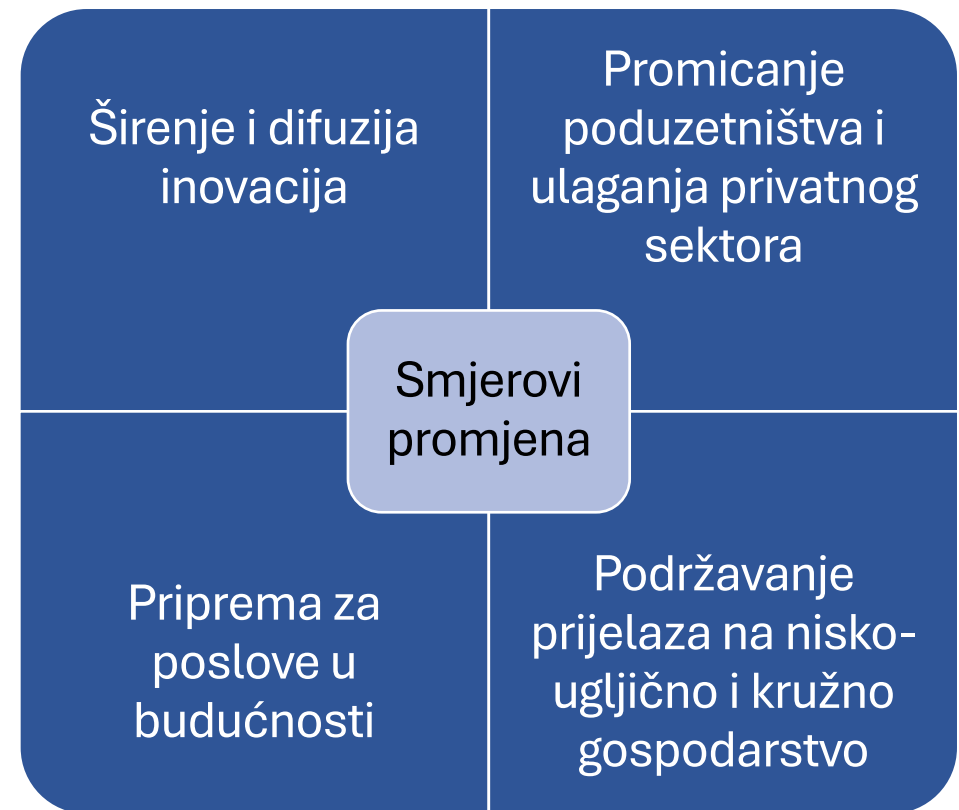 Širenje i difuzija
inovacija
Promicanje
poduzetništva i
ulaganja privatnog
sektora
Smjerovi
promjena
Priprema za
poslove u
budućnosti
Podržavanje
prijelaza na nisko-
ugljično i kružno
gospodarstvo